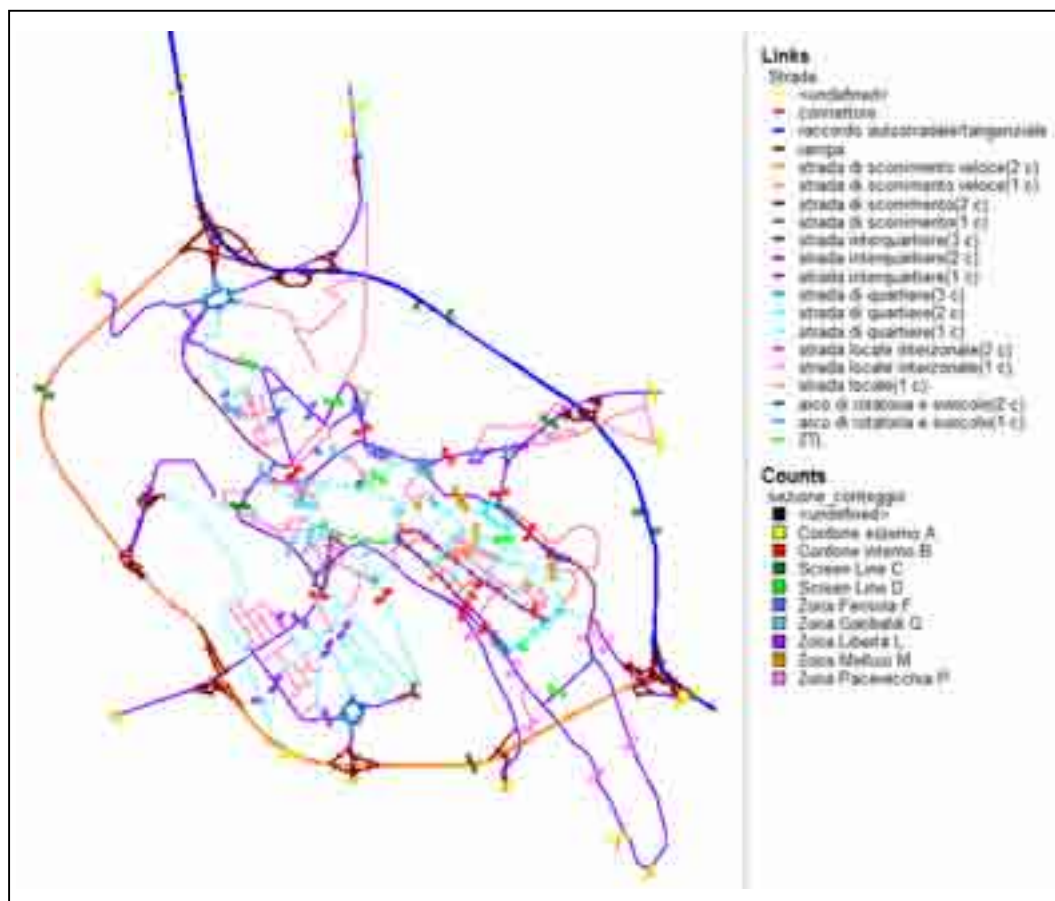 Links
Strada
<undefined>
connettore
raccordo autostradale/tangenziale
rampa
strada di scorrimento veloce(2 c)
strada di scorrimento veloce(1 c)
strada di scorrimento(2 c)
strada di scorrimento(1 c)
strada interquartiere(3 c)
strada interquartiere(2 c)
strada interquartiere(1 c)
strada di quartiere(3 c)
strada di quartiere(2 c)
strada di quartiere(1 c)
strada locale interzonale(2 c)
strada locale interzonale(1 c)
strada locale(1 c)
arco di rotatoria e svincolo(2 c)
arco di rotatoria e svincolo(1 c)
ZTL
Counts
sezione_conteggio
<undefined>
Cordone esterno A
Cordone interno B
Screen Line C
Screen Line D
Zona Ferrovia F
Zona Garibaldi G
Zona Libertà L
Zona Mellusi M
Zona Pacevecchia P